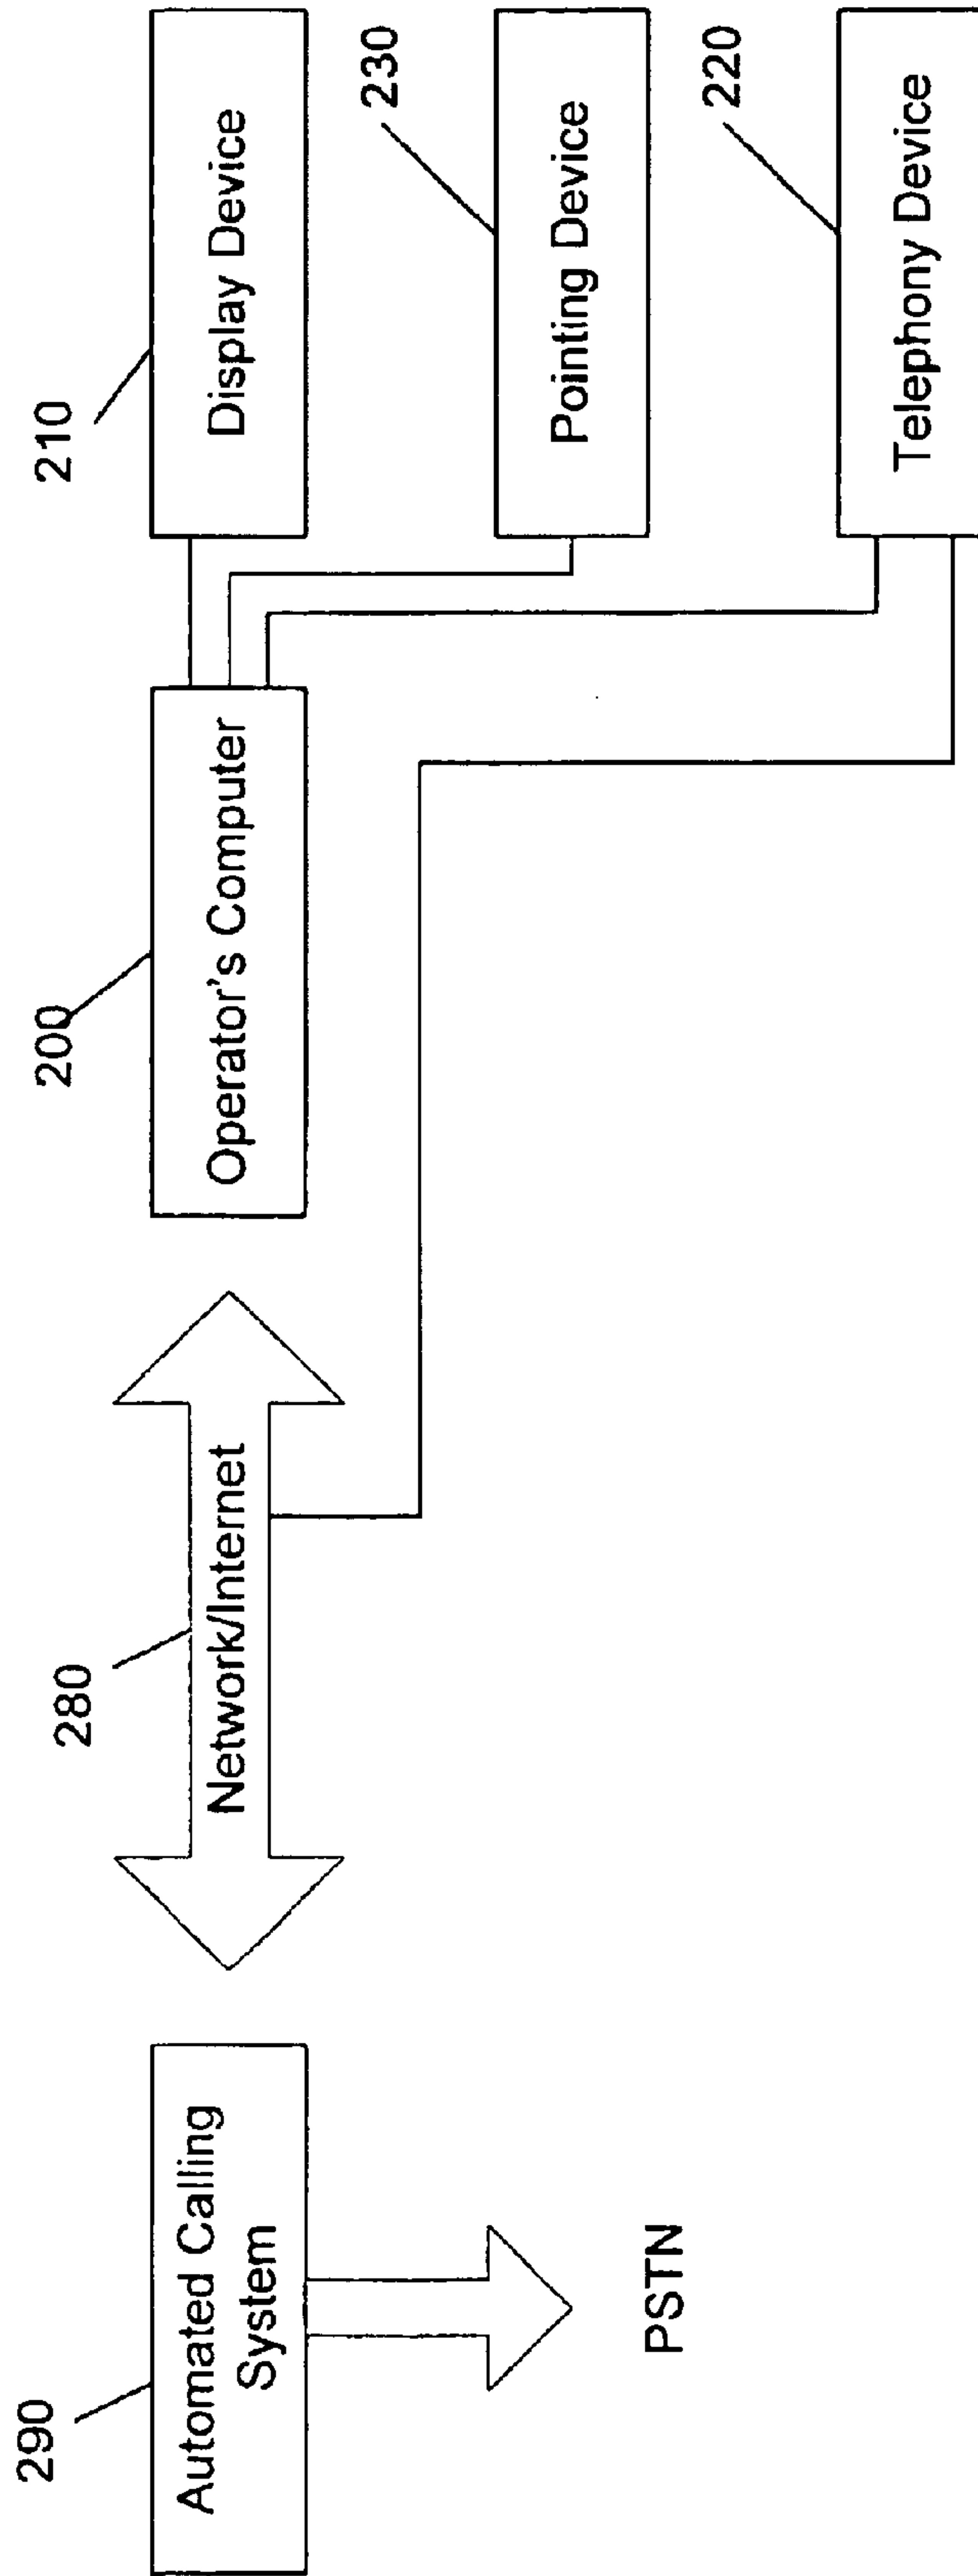 290
Automated Calling
System
PSTN
280
Network/Internet
200
Operator's Computer
210
Display Device
230
Pointing Device
220
Telephony Device